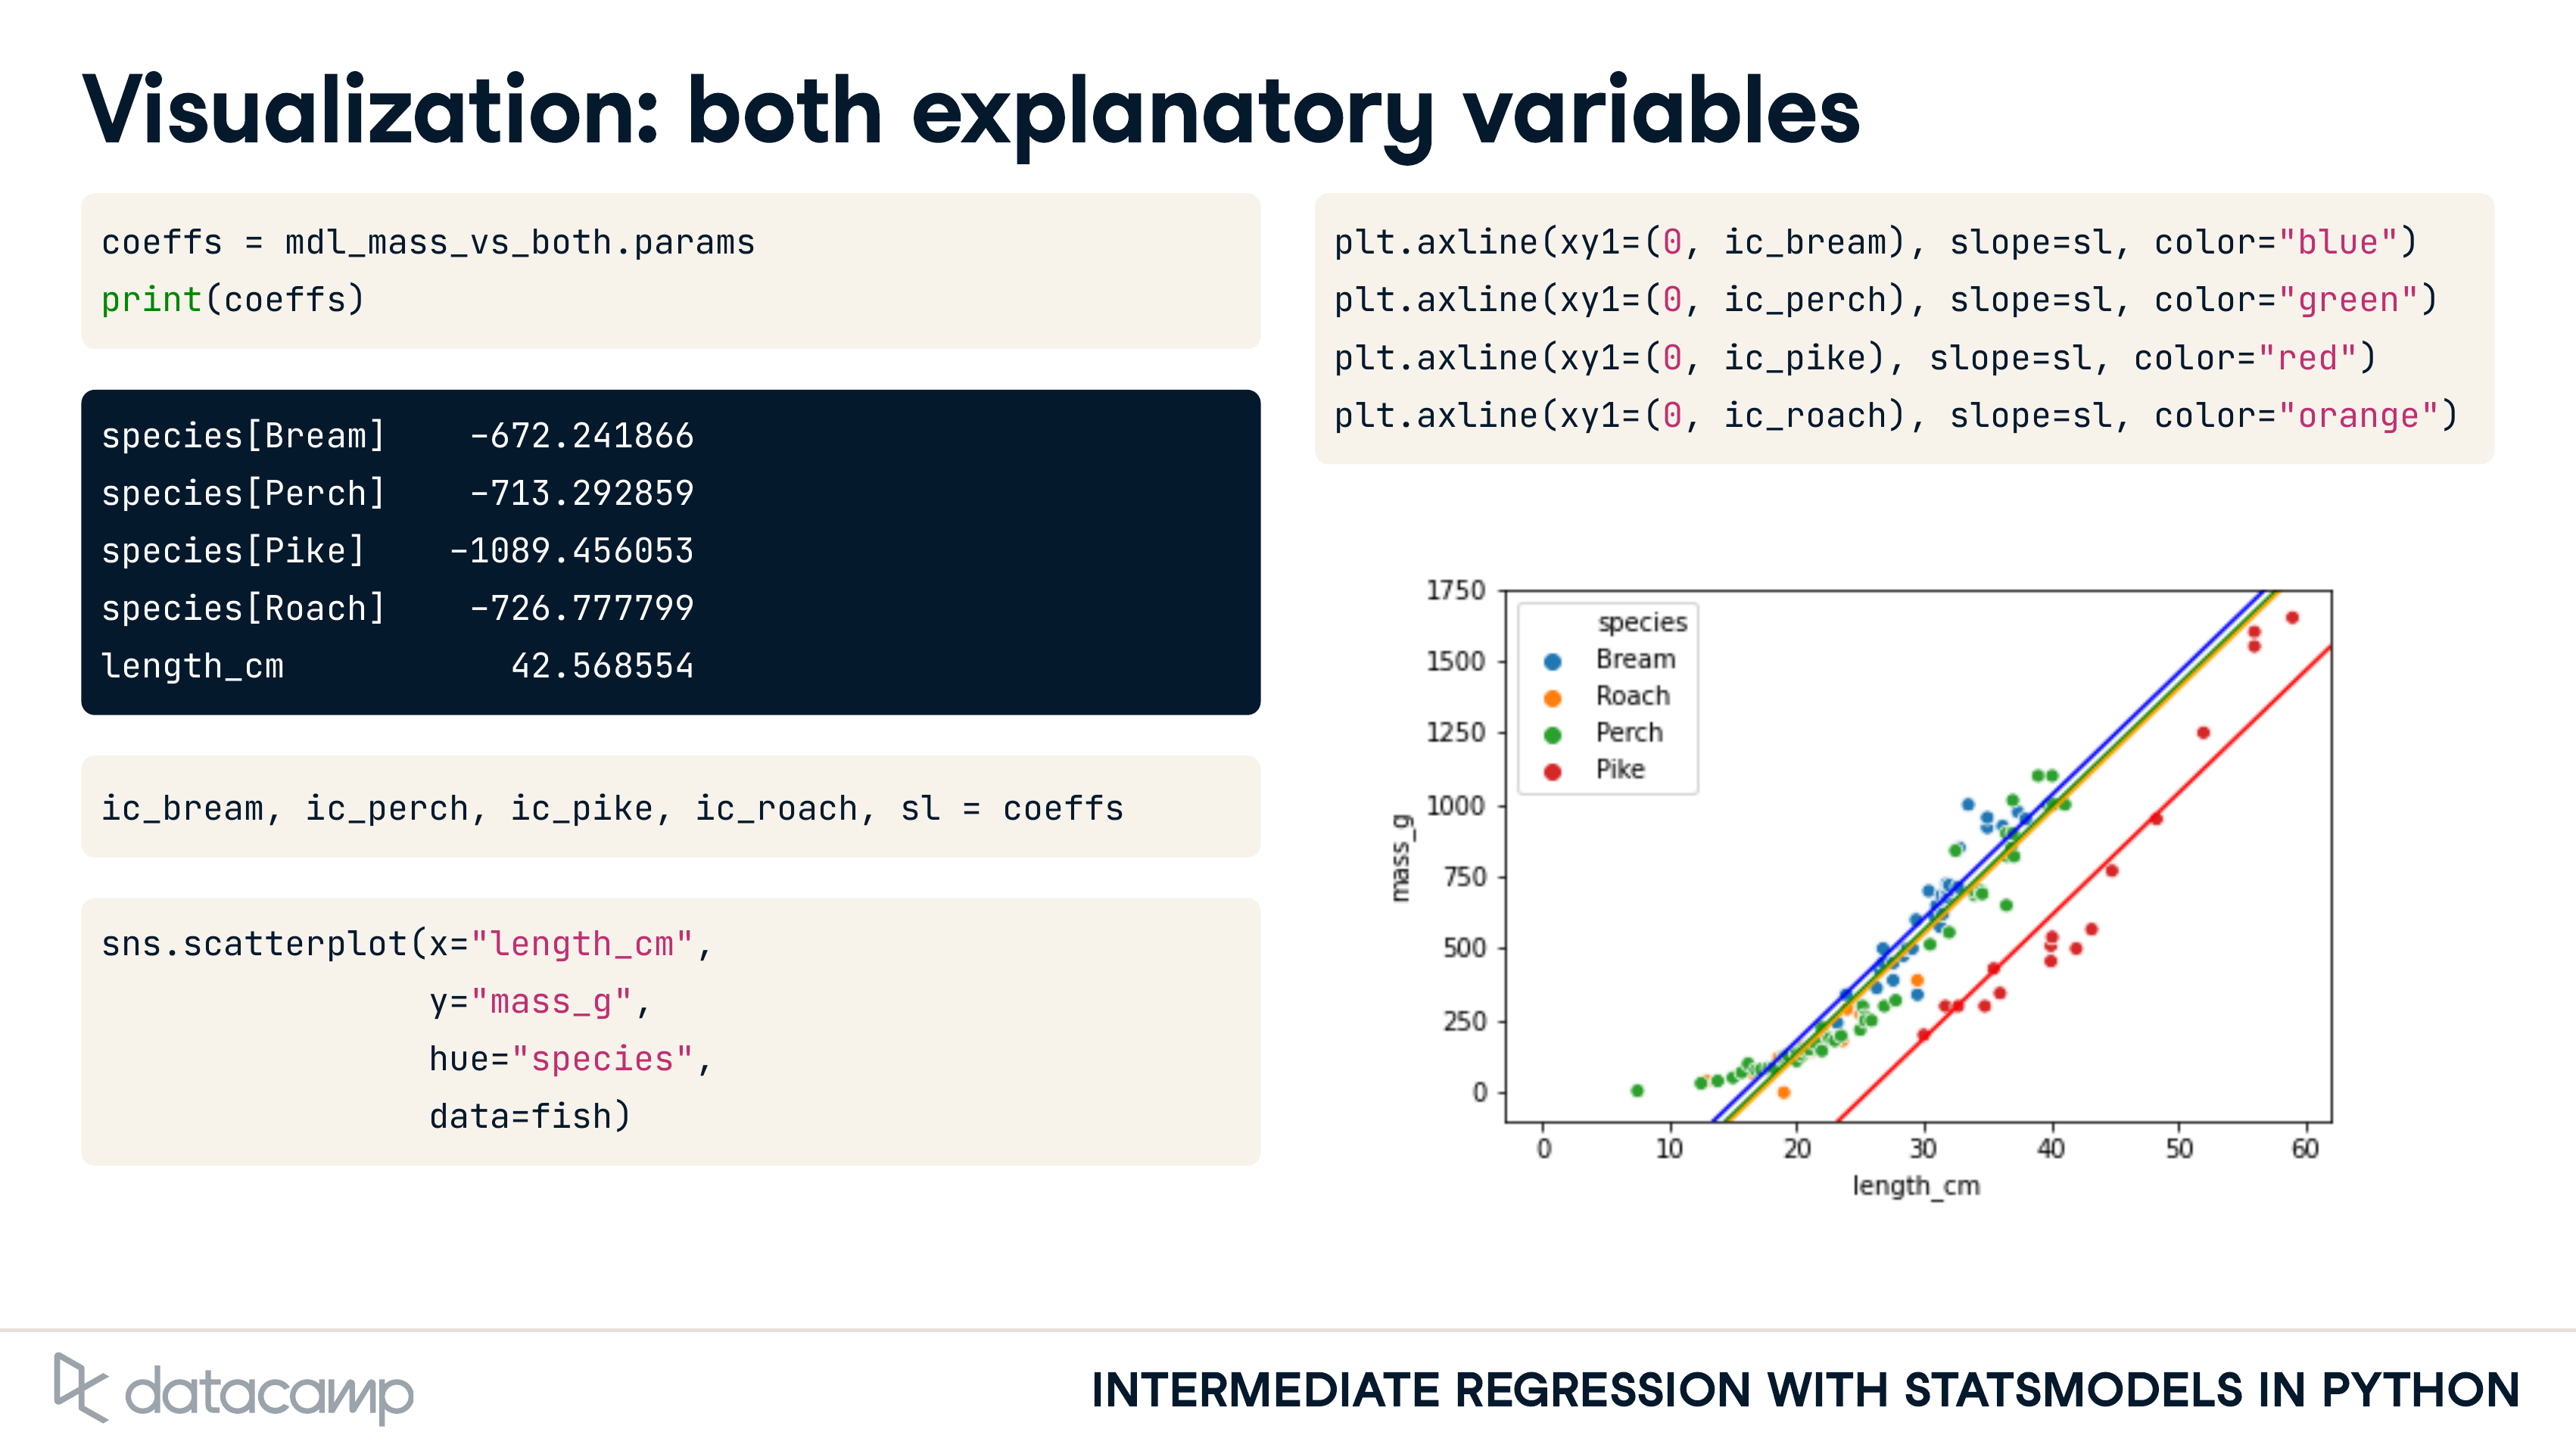 Visualization: both explanatory variables
coeffs = mdl_mass_vs_both.params
print(coeffs)
species[Bream]    -672.241866
species[Perch]    -713.292859
species[Pike]    -1089.456053
species[Roach]    -726.777799
length_cm           42.568554
ic_bream, ic_perch, ic_pike, ic_roach, sl = coeffs
sns.scatterplot(x="length_cm",
                y="mass_g",
                hue="species",
                data=fish)
plt.axline(xy1=(0, ic_bream), slope=sl, color="blue")
plt.axline(xy1=(0, ic_perch), slope=sl, color="green")
plt.axline(xy1=(0, ic_pike), slope=sl, color="red")
plt.axline(xy1=(0, ic_roach), slope=sl, color="orange")
species
Bream
Roach
Perch
Pike
mass_g
1750
1500
1250
1000
750
500
250
0
0 10 20 30 40 50 60
length_cm
datacamp
INTERMEDIATE REGRESSION WITH STATSMODELS IN PYTHON